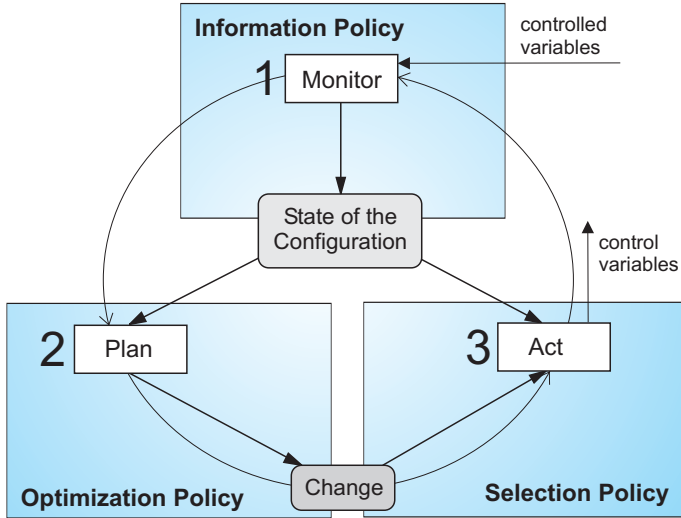 Information Policy
controlled
variables
1
Monitor
State of the
Configuration
control
variables
2
Plan
3
Act
Change
Optimization Policy
Selection Policy